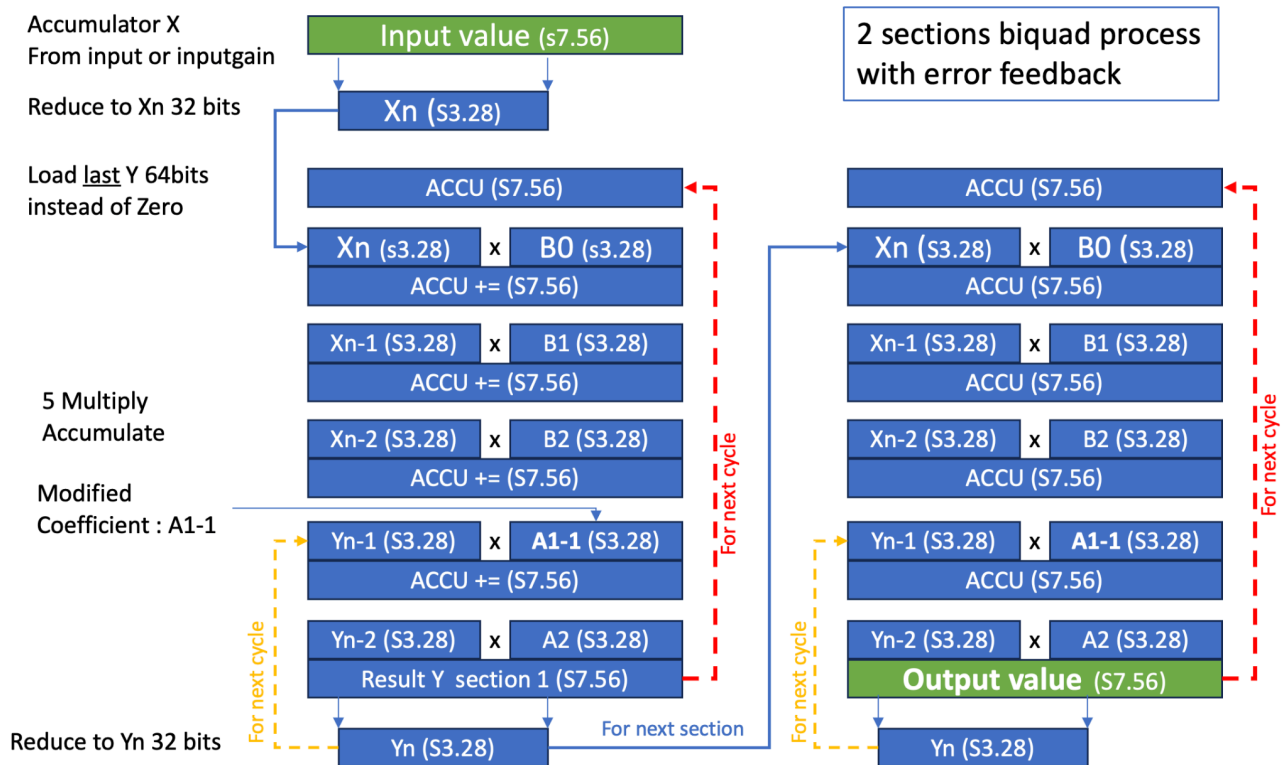 Accumulator X
From input or inputgain
Input value (s7.56)
2 sections biquad process
with error feedback
Reduce to Xn 32 bits
Xn (S3.28)
Load last Y 64bits
instead of Zero
ACCU (S7.56)
Xn (s3.28) x B0 (s3.28)
ACCU += (S7.56)
Xn-1 (S3.28) x B1 (S3.28)
ACCU += (S7.56)
5 Multiply
Accumulate
Xn-2 (S3.28) x B2 (S3.28)
ACCU += (S7.56)
Modified
Coefficient : A1-1
Yn-1 (S3.28) x A1-1 (S3.28)
ACCU += (S7.56)
Yn-2 (S3.28) x A2 (S3.28)
Result Y section 1 (S7.56)
For next cycle
For next cycle
Reduce to Yn 32 bits
Yn (S3.28)
For next section
ACCU (S7.56)
Xn (S3.28) x B0 (S3.28)
ACCU (S7.56)
Xn-1 (S3.28) x B1 (S3.28)
ACCU (S7.56)
Xn-2 (S3.28) x B2 (S3.28)
ACCU (S7.56)
Yn-1 (S3.28) x A1-1 (S3.28)
ACCU (S7.56)
Yn-2 (S3.28) x A2 (S3.28)
Output value (S7.56)
For next cycle
For next cycle
Yn (S3.28)